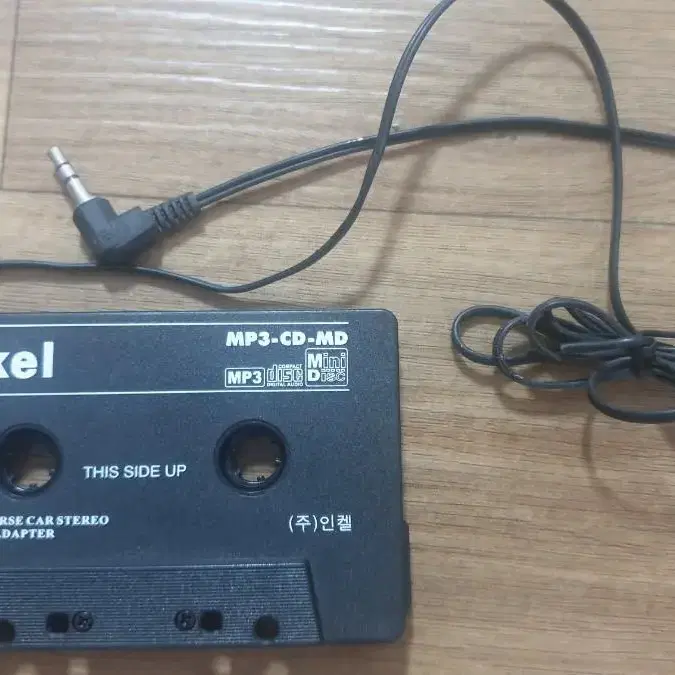 MP3-CD-MD
kel
MP3 COMPACT disc DIGITAL AUDIO Mini Disc
THIS SIDE UP
RSE CAR STEREO
ADAPTER
(주)인켈